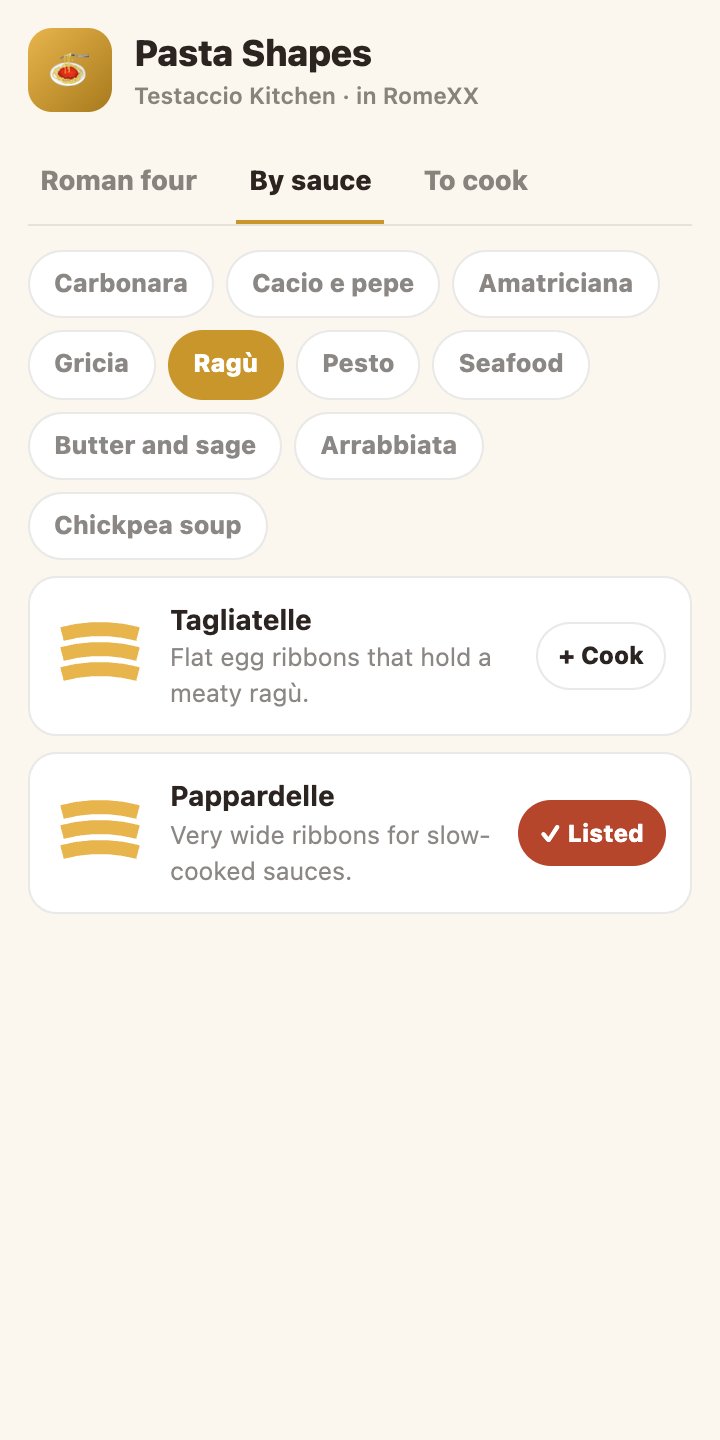 Pasta Shapes
Testaccio Kitchen · in RomeXX
Roman four By sauce To cook
Carbonara Cacio e pepe Amatriciana
Gricia Ragù Pesto Seafood
Butter and sage Arrabbiata
Chickpea soup
Tagliatelle
Flat egg ribbons that hold a
meaty ragù.
+ Cook
Pappardelle
Very wide ribbons for slow-
cooked sauces.
✓ Listed